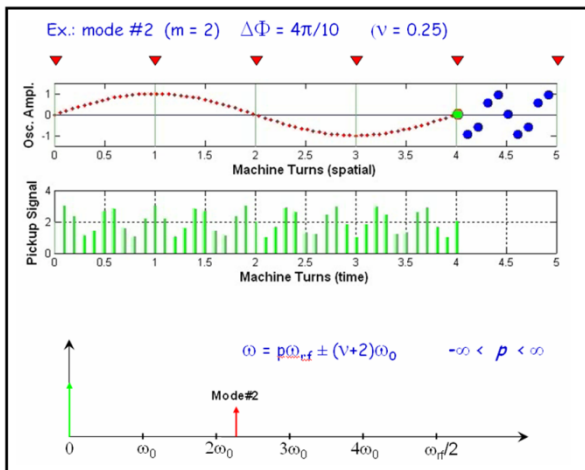 Ex.: mode #2 (m = 2) ΔΦ = 4π/10 (ν = 0.25)
Osc. Ampl.
1
0
-1
0 0.5 1 1.5 2 2.5 3 3.5 4 4.5 5
Machine Turns (spatial)
Pickup Signal
4
2
0
0 0.5 1 1.5 2 2.5 3 3.5 4 4.5 5
Machine Turns (time)
ω = pω_rf ± (ν+2)ω₀ -∞ < p < ∞
Mode#2
0 ω₀ 2ω₀ 3ω₀ 4ω₀ ω_rf/2